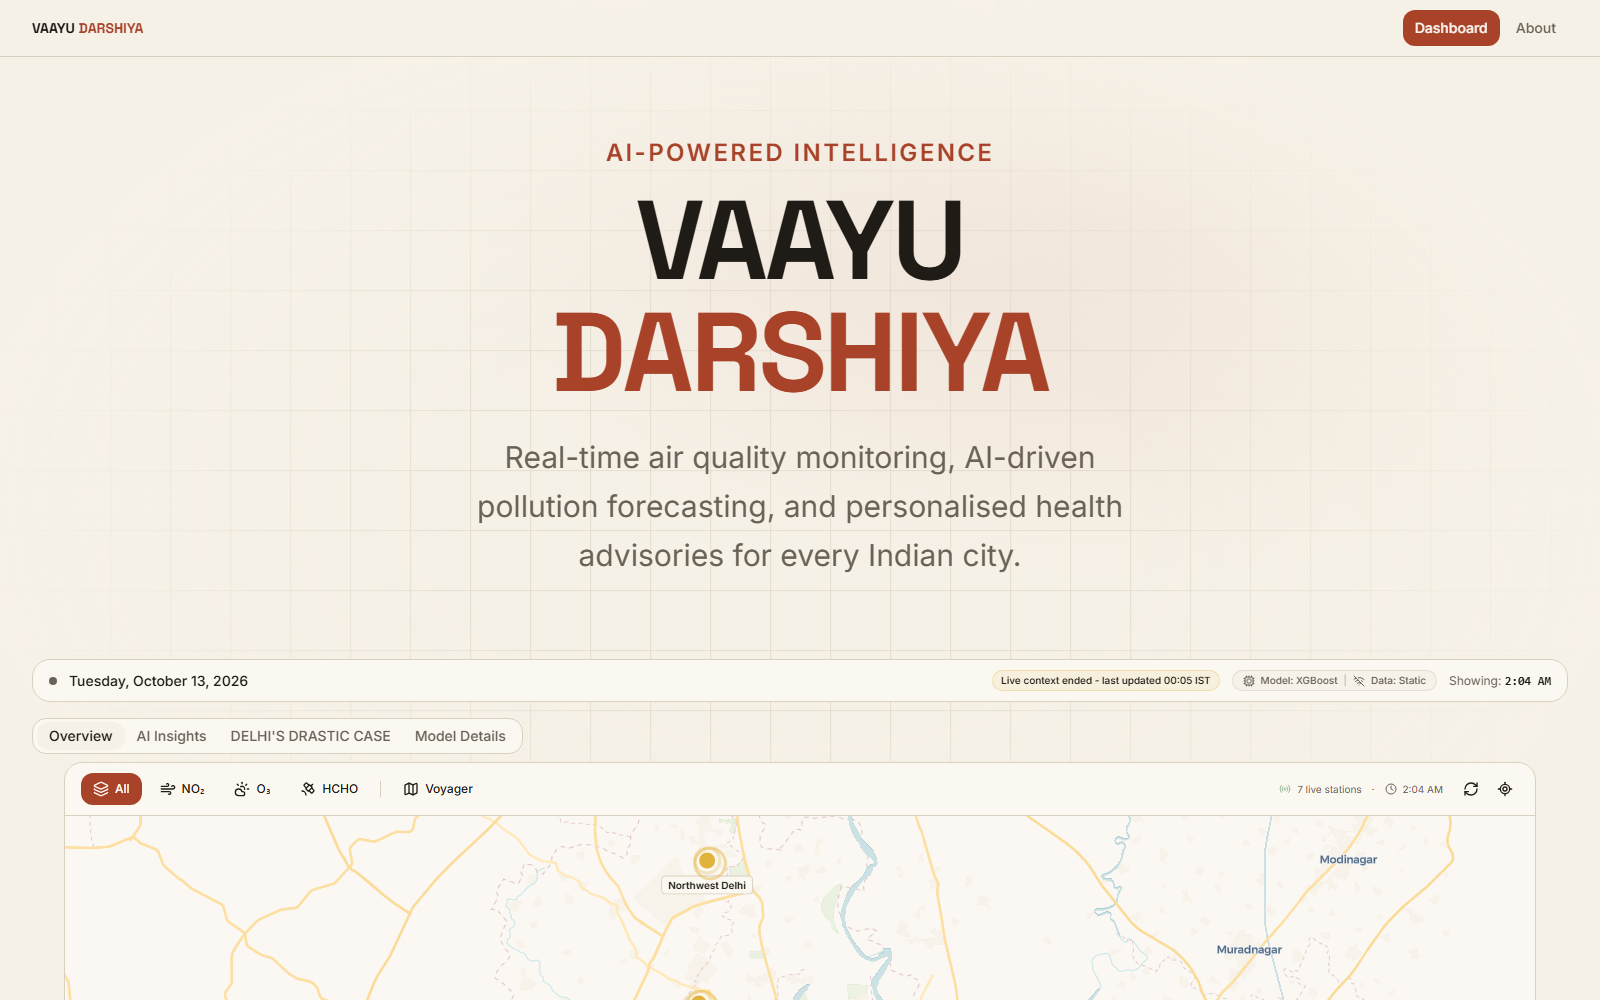 VAAYU DARSHIYA
Dashboard
About
AI-POWERED INTELLIGENCE
VAAYU
DARSHIYA
Real-time air quality monitoring, AI-driven
pollution forecasting, and personalised health
advisories for every Indian city.
Tuesday, October 13, 2026
Live context ended - last updated 00:05 IST
Model: XGBoost | Data: Static
Showing: 2:04 AM
Overview
AI Insights
DELHI'S DRASTIC CASE
Model Details
All
NO₂
O₃
HCHO
Voyager
7 live stations · 2:04 AM
Northwest Delhi
Modinagar
Muradnagar